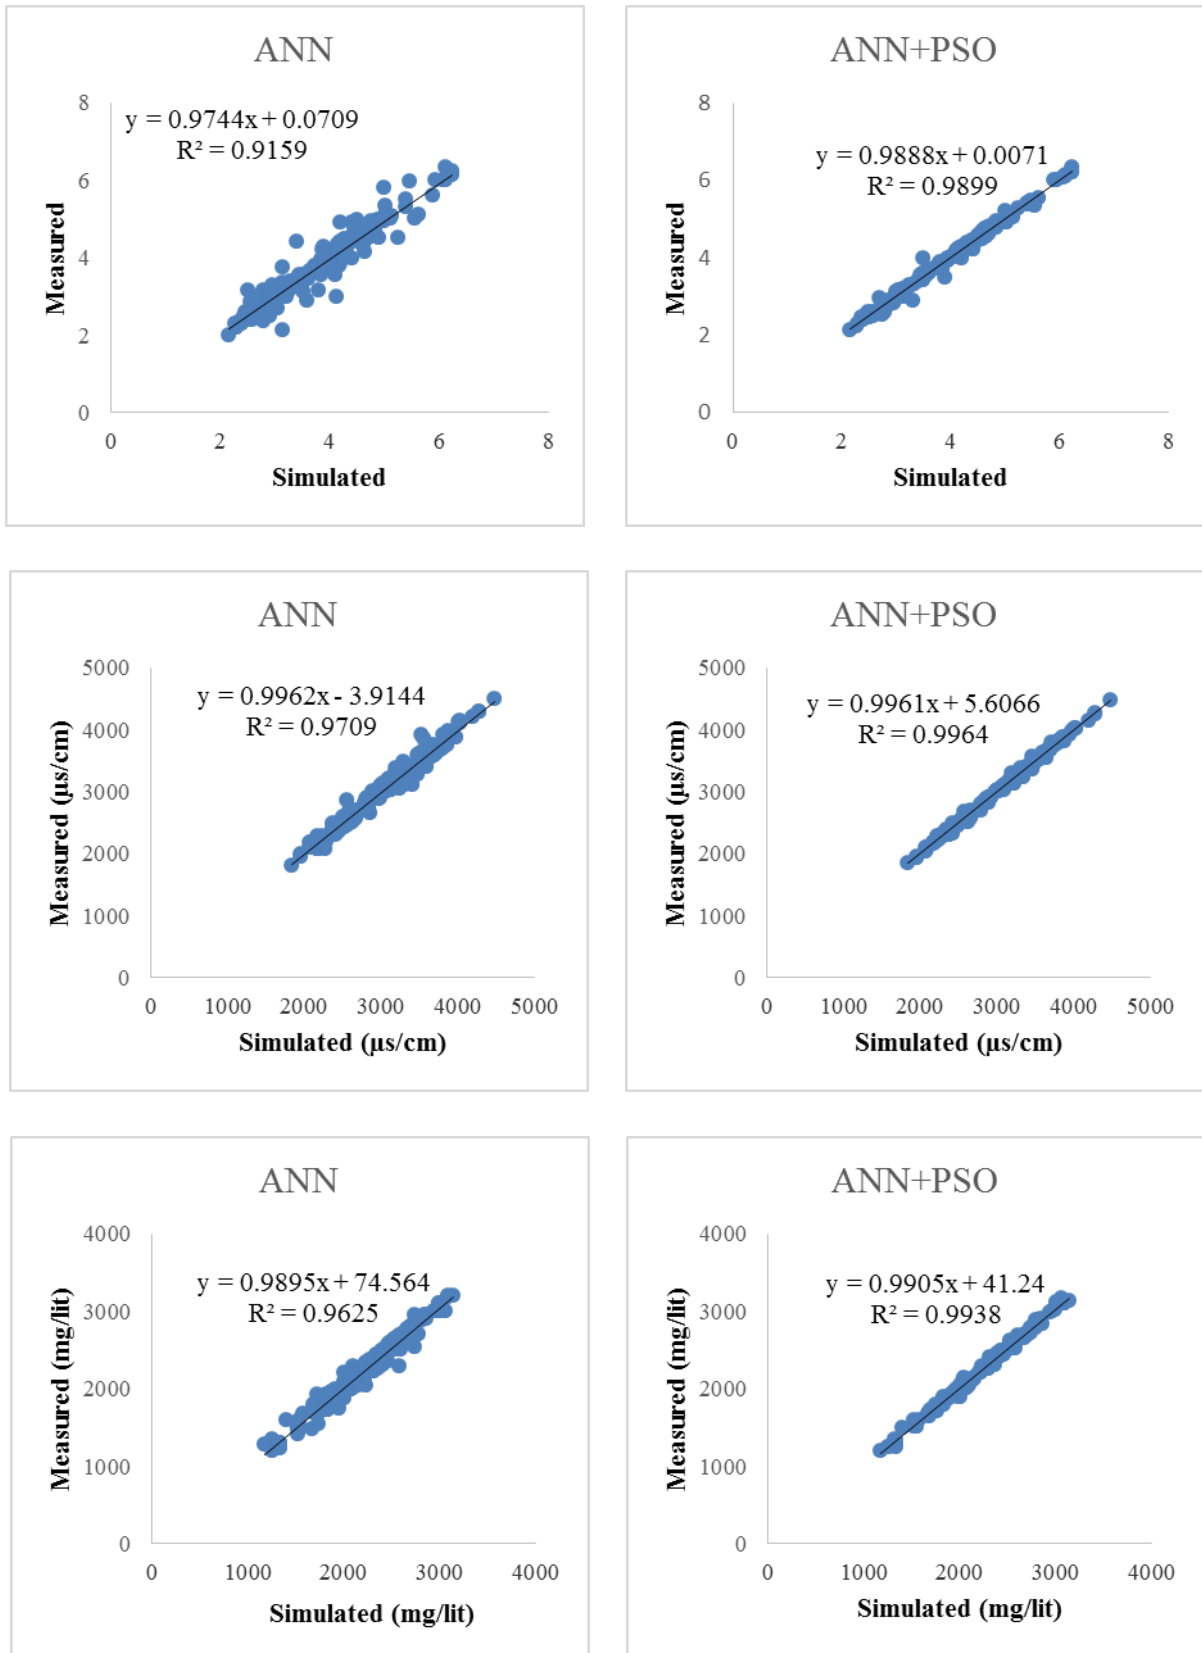 ANN
y = 0.9744x + 0.0709
R² = 0.9159
8
6
4
2
0
0 2 4 6 8
Measured
Simulated
ANN+PSO
y = 0.9888x + 0.0071
R² = 0.9899
8
6
4
2
0
0 2 4 6 8
Measured
Simulated
ANN
y = 0.9962x - 3.9144
R² = 0.9709
5000
4000
3000
2000
1000
0
0 1000 2000 3000 4000 5000
Measured (µs/cm)
Simulated (µs/cm)
ANN+PSO
y = 0.9961x + 5.6066
R² = 0.9964
5000
4000
3000
2000
1000
0
0 1000 2000 3000 4000 5000
Measured (µs/cm)
Simulated (µs/cm)
ANN
y = 0.9895x + 74.564
R² = 0.9625
4000
3000
2000
1000
0
0 1000 2000 3000 4000
Measured (mg/lit)
Simulated (mg/lit)
ANN+PSO
y = 0.9905x + 41.24
R² = 0.9938
4000
3000
2000
1000
0
0 1000 2000 3000 4000
Measured (mg/lit)
Simulated (mg/lit)